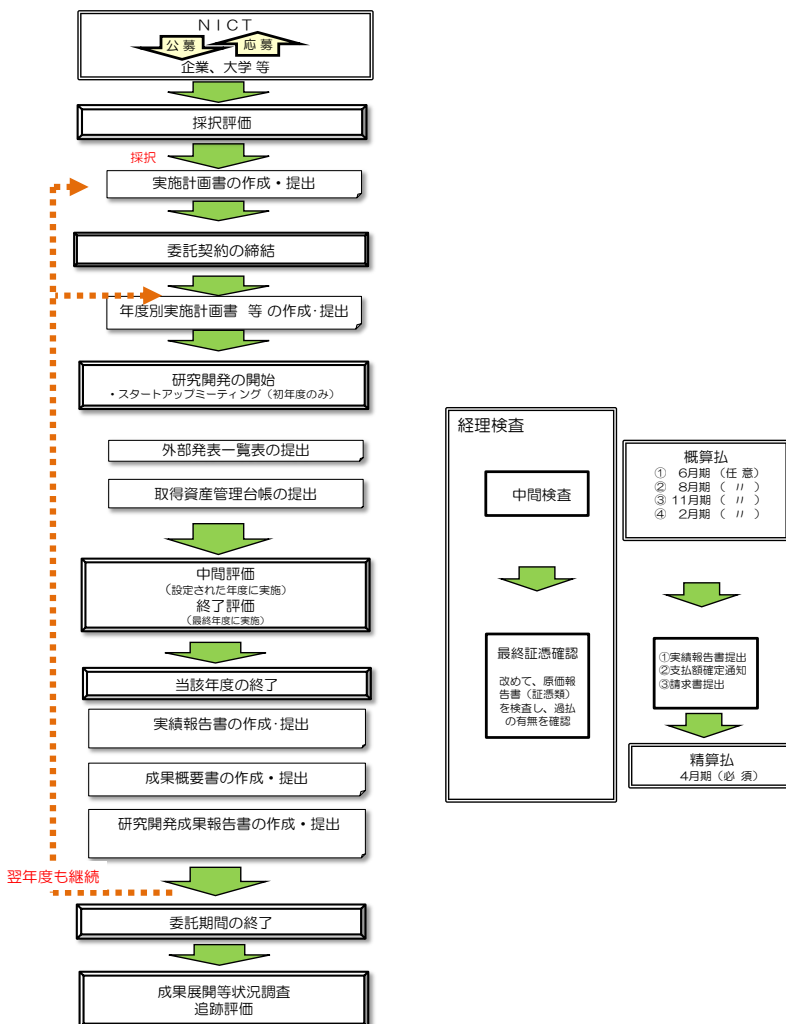 NICT
公募
応募
企業、大学 等
採択評価
採択
実施計画書の作成・提出
委託契約の締結
年度別実施計画書 等 の作成・提出
研究開発の開始
・スタートアップミーティング（初年度のみ）
外部発表一覧表の提出
取得資産管理台帳の提出
中間評価
（設定された年度に実施）
終了評価
（最終年度に実施）
当該年度の終了
実績報告書の作成・提出
成果概要書の作成・提出
研究開発成果報告書の作成・提出
翌年度も継続
委託期間の終了
成果展開等状況調査
追跡評価
経理検査
中間検査
最終証憑確認
改めて、原価報
告書（証憑類）
を検査し、過払
の有無を確認
概算払
① 6月期（任 意）
② 8月期（ 〃 ）
③ 11月期（ 〃 ）
④ 2月期（ 〃 ）
①実績報告書提出
②支払額確定通知
③請求書提出
精算払
4月期（必 須）